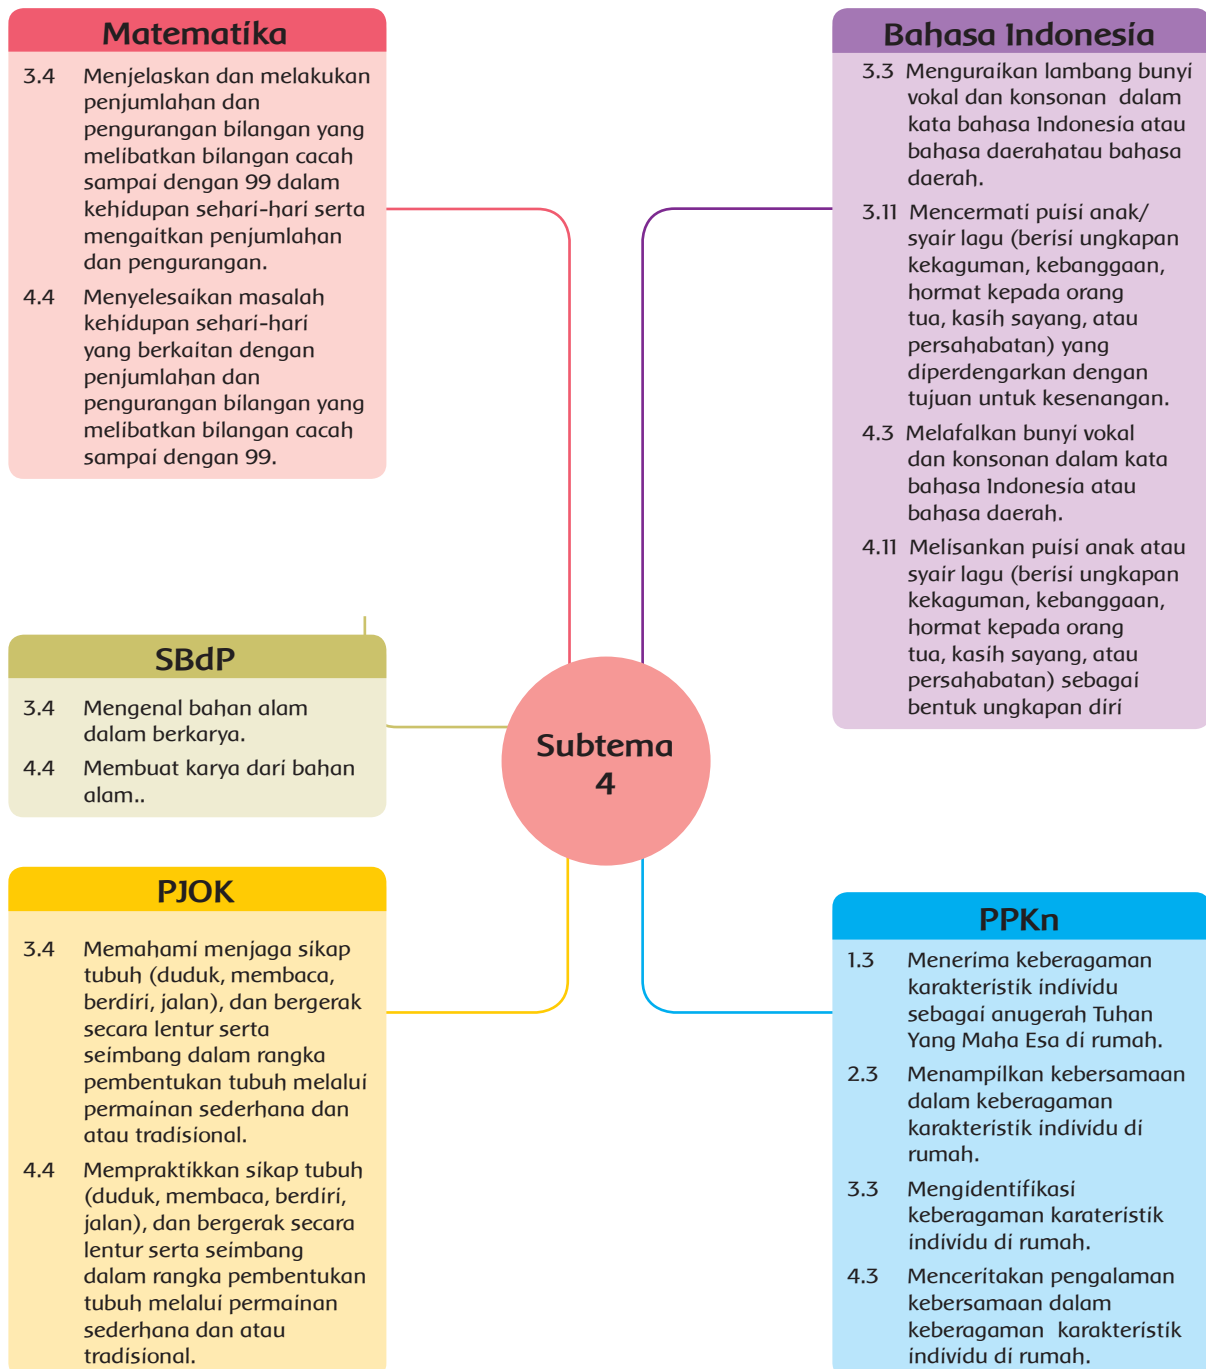 Matematika
3.4 Menjelaskan dan melakukan
penjumlahan dan
pengurangan bilangan yang
melibatkan bilangan cacah
sampai dengan 99 dalam
kehidupan sehari-hari serta
mengaitkan penjumlahan
dan pengurangan.
4.4 Menyelesaikan masalah
kehidupan sehari-hari
yang berkaitan dengan
penjumlahan dan
pengurangan bilangan yang
melibatkan bilangan cacah
sampai dengan 99.
Bahasa Indonesia
3.3 Menguraikan lambang bunyi
vokal dan konsonan dalam
kata bahasa Indonesia atau
bahasa daerahatau bahasa
daerah.
3.11 Mencermati puisi anak/
syair lagu (berisi ungkapan
kekaguman, kebanggaan,
hormat kepada orang
tua, kasih sayang, atau
persahabatan) yang
diperdengarkan dengan
tujuan untuk kesenangan.
4.3 Melafalkan bunyi vokal
dan konsonan dalam kata
bahasa Indonesia atau
bahasa daerah.
4.11 Melisankan puisi anak atau
syair lagu (berisi ungkapan
kekaguman, kebanggaan,
hormat kepada orang
tua, kasih sayang, atau
persahabatan) sebagai
bentuk ungkapan diri
SBdP
3.4 Mengenal bahan alam
dalam berkarya.
4.4 Membuat karya dari bahan
alam..
Subtema
4
PJOK
3.4 Memahami menjaga sikap
tubuh (duduk, membaca,
berdiri, jalan), dan bergerak
secara lentur serta
seimbang dalam rangka
pembentukan tubuh melalui
permainan sederhana dan
atau tradisional.
4.4 Mempraktikkan sikap tubuh
(duduk, membaca, berdiri,
jalan), dan bergerak secara
lentur serta seimbang
dalam rangka pembentukan
tubuh melalui permainan
sederhana dan atau
tradisional.
PPKn
1.3 Menerima keberagaman
karakteristik individu
sebagai anugerah Tuhan
Yang Maha Esa di rumah.
2.3 Menampilkan kebersamaan
dalam keberagaman
karakteristik individu di
rumah.
3.3 Mengidentifikasi
keberagaman karateristik
individu di rumah.
4.3 Menceritakan pengalaman
kebersamaan dalam
keberagaman karakteristik
individu di rumah.